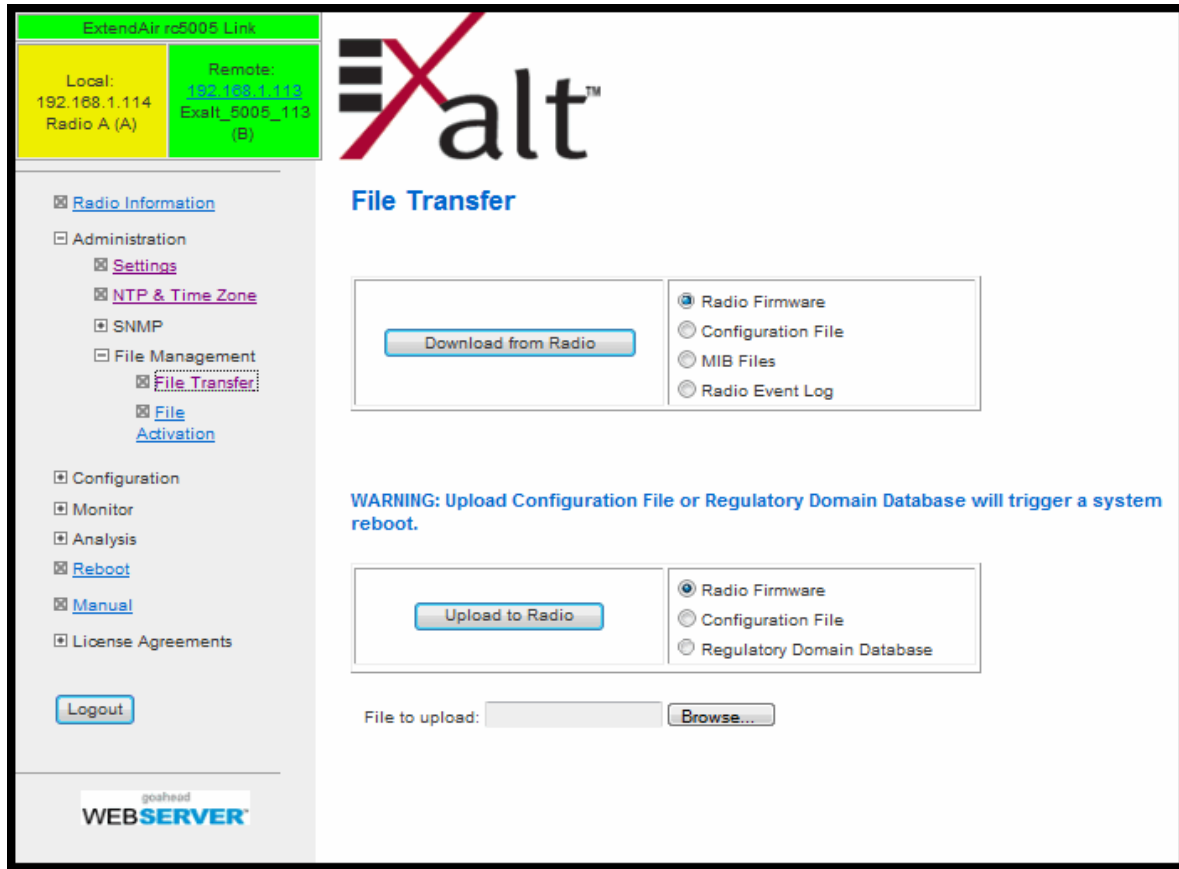 ExtendAir rc5005 Link
Local:
192.168.1.114
Radio A (A)
Remote:
192.168.1.113
Exalt_5005_113
(B)
Exalt™
Radio Information
Administration
Settings
NTP & Time Zone
SNMP
File Management
File Transfer
File
Activation
Configuration
Monitor
Analysis
Reboot
Manual
License Agreements
Logout
goahead
WEBSERVER™
File Transfer
Download from Radio
Radio Firmware
Configuration File
MIB Files
Radio Event Log
WARNING: Upload Configuration File or Regulatory Domain Database will trigger a system
reboot.
Upload to Radio
Radio Firmware
Configuration File
Regulatory Domain Database
File to upload:
Browse...